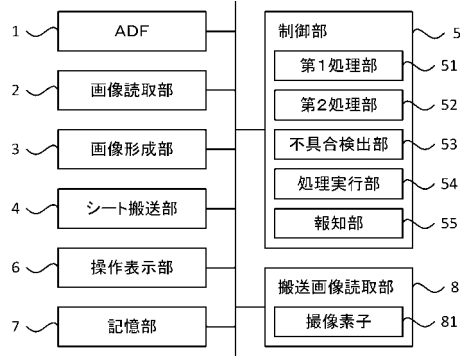 1 ADF
2 画像読取部
3 画像形成部
4 シート搬送部
6 操作表示部
7 記憶部
制御部 5
第1処理部 51
第2処理部 52
不具合検出部 53
処理実行部 54
報知部 55
搬送画像読取部 8
撮像素子 81